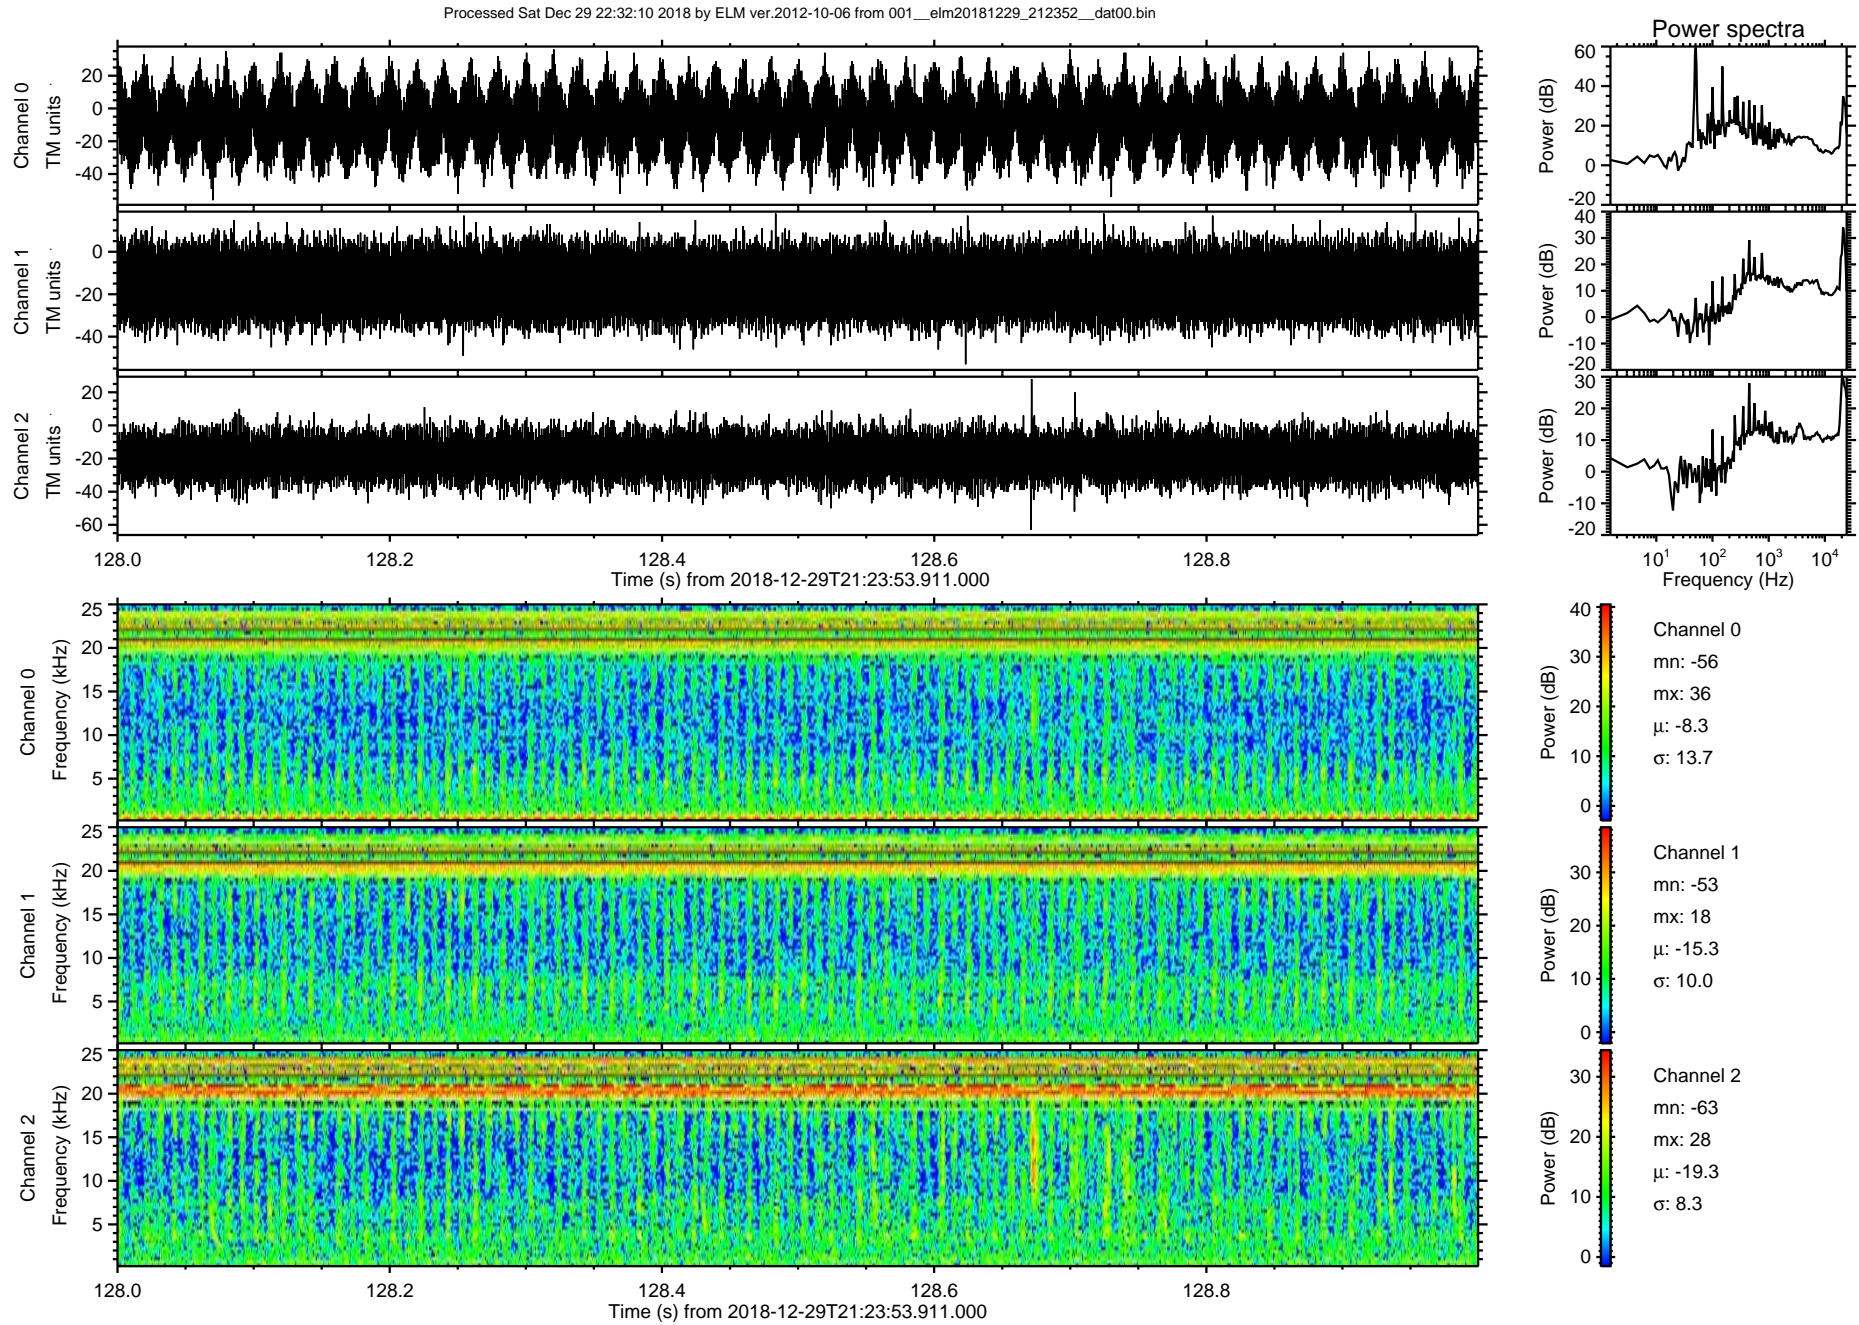 Processed Sat Dec 29 22:32:10 2018 by ELM ver.2012-10-06 from 001__elm20181229_212352__dat00.bin
Power spectra
Channel 0
TM units
20
0
-20
-40
Power (dB)
60
40
20
0
-20
Channel 1
TM units
0
-20
-40
Power (dB)
40
30
20
10
0
-10
-20
Channel 2
TM units
20
0
-20
-40
-60
Power (dB)
30
20
10
0
-10
-20
128.0 128.2 128.4 128.6 128.8
Time (s) from 2018-12-29T21:23:53.911.000
10¹ 10² 10³ 10⁴
Frequency (Hz)
Channel 0
Frequency (kHz)
25
20
15
10
5
Power (dB)
40
30
20
10
0
Channel 0
mn: -56
mx: 36
µ: -8.3
σ: 13.7
Channel 1
Frequency (kHz)
25
20
15
10
5
Power (dB)
30
20
10
0
Channel 1
mn: -53
mx: 18
µ: -15.3
σ: 10.0
Channel 2
Frequency (kHz)
25
20
15
10
5
Power (dB)
30
20
10
0
Channel 2
mn: -63
mx: 28
µ: -19.3
σ: 8.3
128.0 128.2 128.4 128.6 128.8
Time (s) from 2018-12-29T21:23:53.911.000